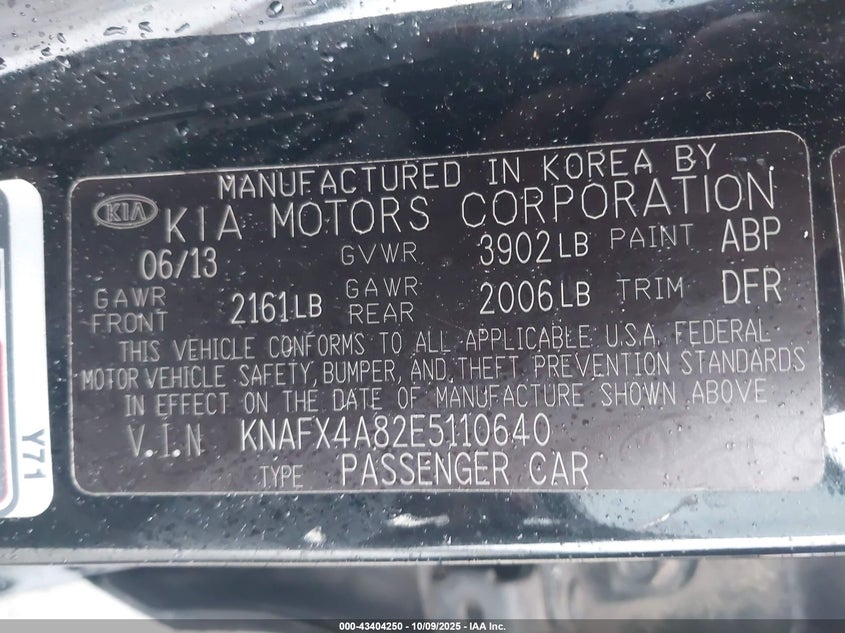 MANUFACTURED IN KOREA BY
KIA KIA MOTORS CORPORATION
06/13 GVWR 3902LB PAINT ABP
GAWR FRONT 2161LB GAWR REAR 2006LB TRIM DFR
THIS VEHICLE CONFORMS TO ALL APPLICABLE U.S.A. FEDERAL
MOTOR VEHICLE SAFETY, BUMPER, AND, THEFT PREVENTION STANDARDS
IN EFFECT ON THE DATE OF MANUFACTURE SHOWN ABOVE
V.I.N KNAFX4A82E5110640
TYPE PASSENGER CAR
Y71
000-43404250 - 10/09/2025 - IAA Inc.